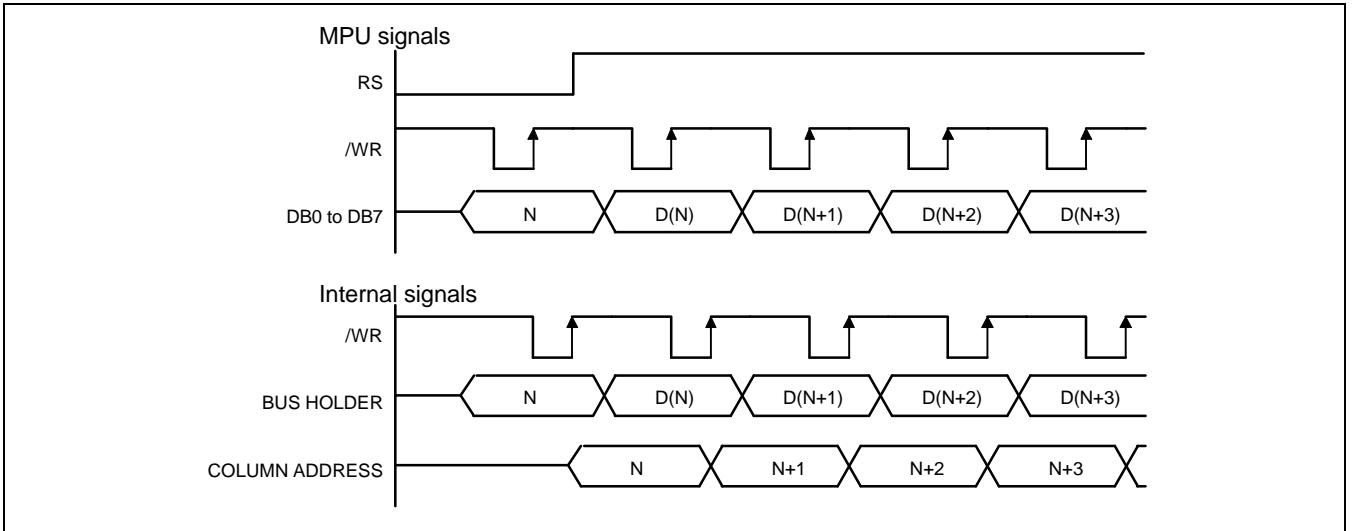 MPU signals
RS
/WR
DB0 to DB7
N D(N) D(N+1) D(N+2) D(N+3)
Internal signals
/WR
BUS HOLDER
N D(N) D(N+1) D(N+2) D(N+3)
COLUMN ADDRESS
N N+1 N+2 N+3